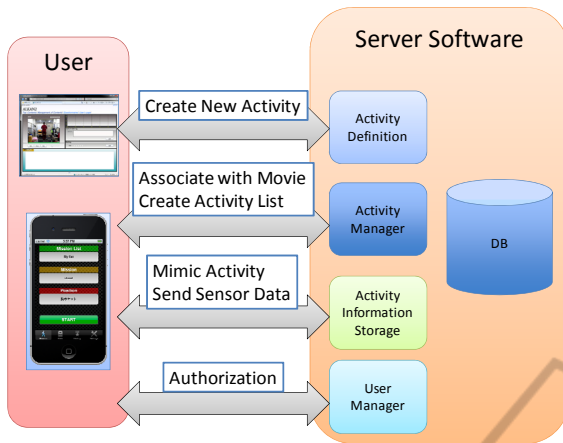 User
Server Software
Create New Activity
Activity
Definition
Associate with Movie
Create Activity List
Activity
Manager
DB
Mission List
Mission
START
Mimic Activity
Send Sensor Data
Activity
Information
Storage
Authorization
User
Manager